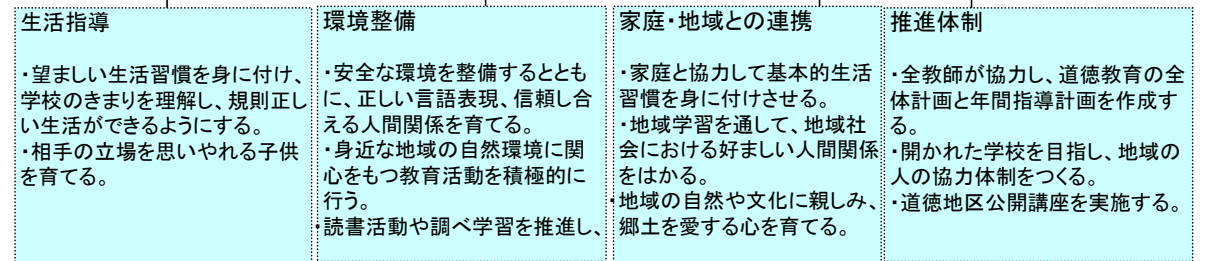 生活指導
・望ましい生活習慣を身に付け、
学校のきまりを理解し、規則正し
い生活ができるようにする。
・相手の立場を思いやれる子供
を育てる。
環境整備
・安全な環境を整備するととも
に、正しい言語表現、信頼し合
える人間関係を育てる。
・身近な地域の自然環境に関
心をもつ教育活動を積極的に
行う。
・読書活動や調べ学習を推進し、
家庭・地域との連携
・家庭と協力して基本的生活
習慣を身に付けさせる。
・地域学習を通して、地域社
会における好ましい人間関係
をはかる。
・地域の自然や文化に親しみ、
郷土を愛する心を育てる。
推進体制
・全教師が協力し、道徳教育の全
体計画と年間指導計画を作成す
る。
・開かれた学校を目指し、地域の
人の協力体制をつくる。
・道徳地区公開講座を実施する。